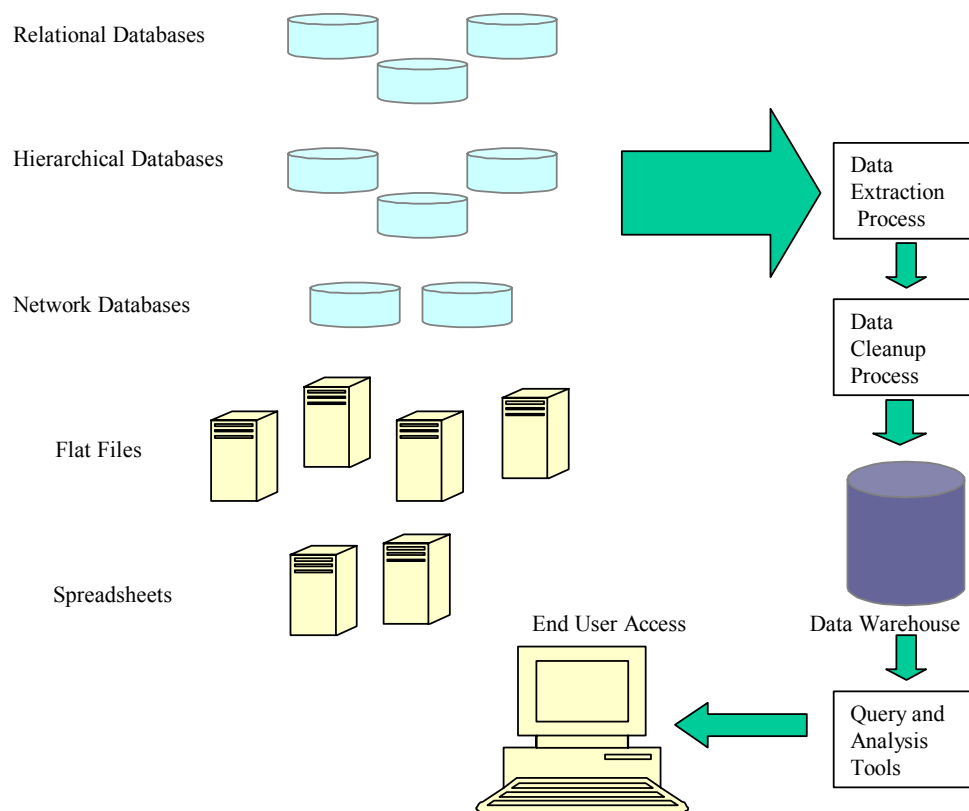 Relational Databases
Hierarchical Databases
Network Databases
Flat Files
Spreadsheets
Data
Extraction
Process
Data
Cleanup
Process
Data Warehouse
Query and
Analysis
Tools
End User Access